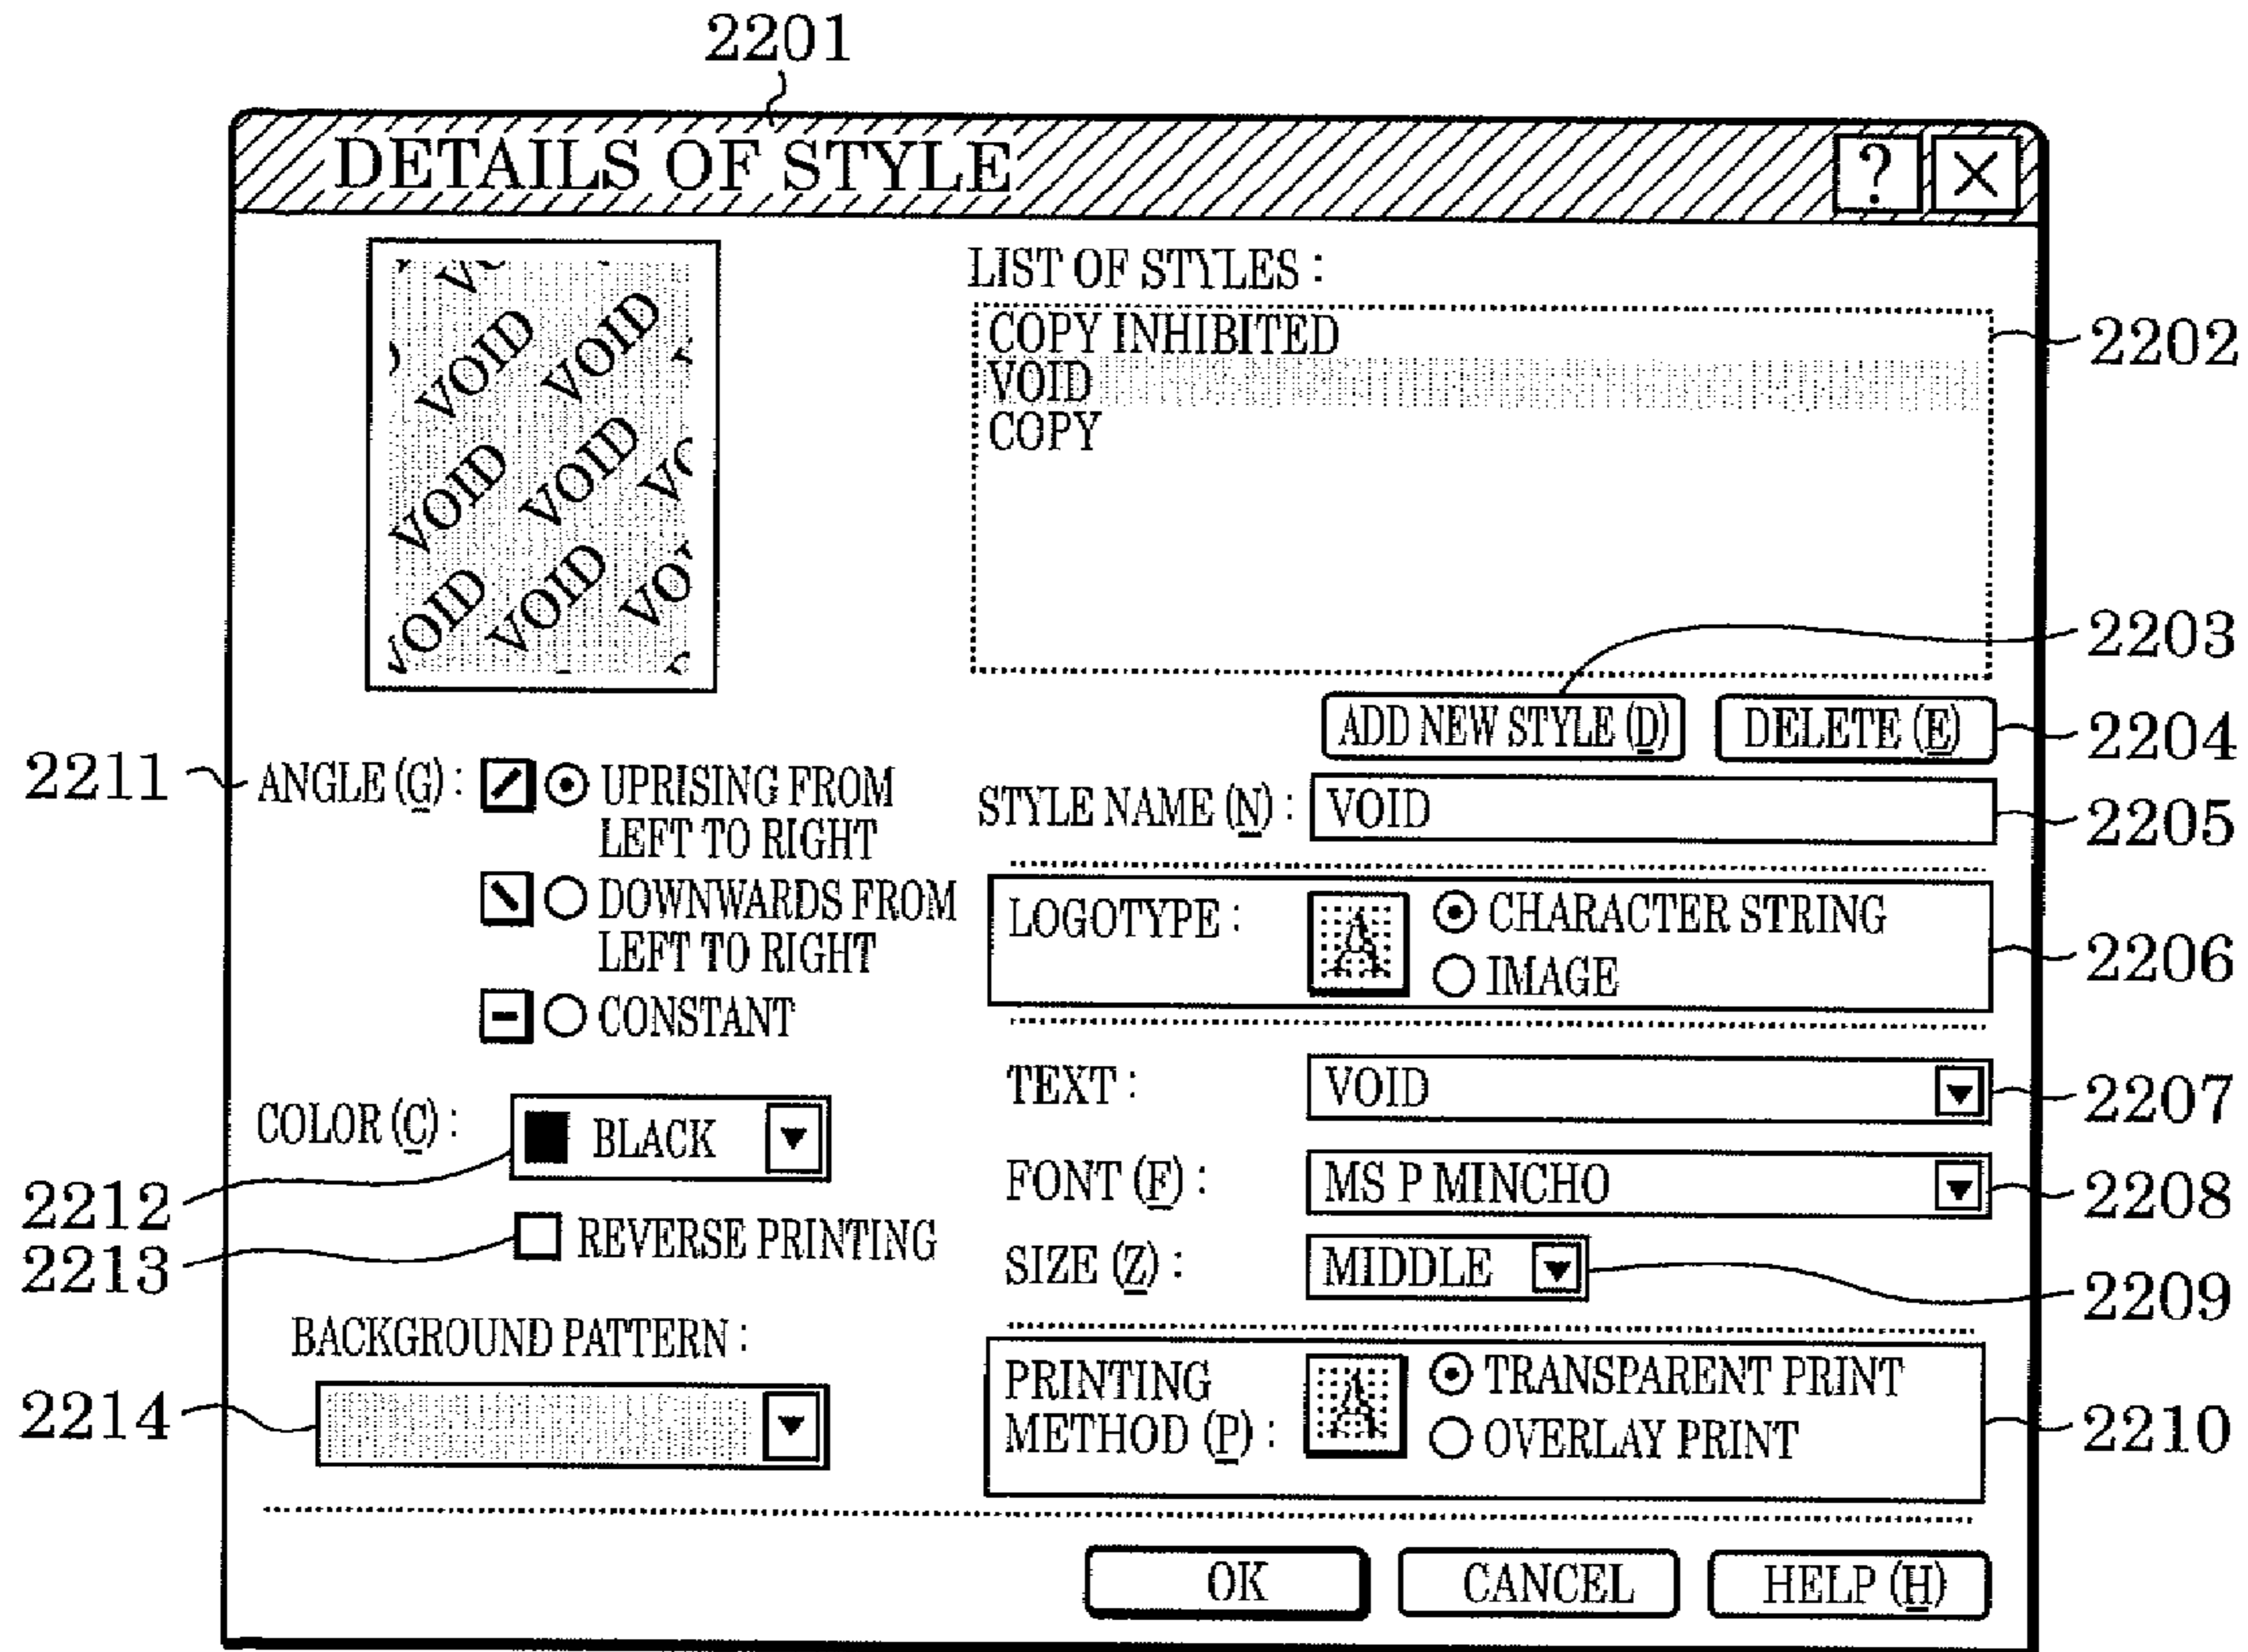 2201
DETAILS OF STYLE
?
VOID VOID
VOID VOID
VOID VOID VO
LIST OF STYLES :
COPY INHIBITED
VOID
COPY
2202
2203
ADD NEW STYLE (D)
DELETE (E)
2204
2211
ANGLE (G) :
UPRISING FROM
LEFT TO RIGHT
DOWNWARDS FROM
LEFT TO RIGHT
CONSTANT
STYLE NAME (N) :
VOID
2205
LOGOTYPE :
A
CHARACTER STRING
IMAGE
2206
COLOR (C) :
BLACK
2212
2213
REVERSE PRINTING
TEXT :
VOID
2207
FONT (F) :
MS P MINCHO
2208
SIZE (Z) :
MIDDLE
2209
BACKGROUND PATTERN :
2214
PRINTING
METHOD (P) :
A
TRANSPARENT PRINT
OVERLAY PRINT
2210
OK
CANCEL
HELP (H)